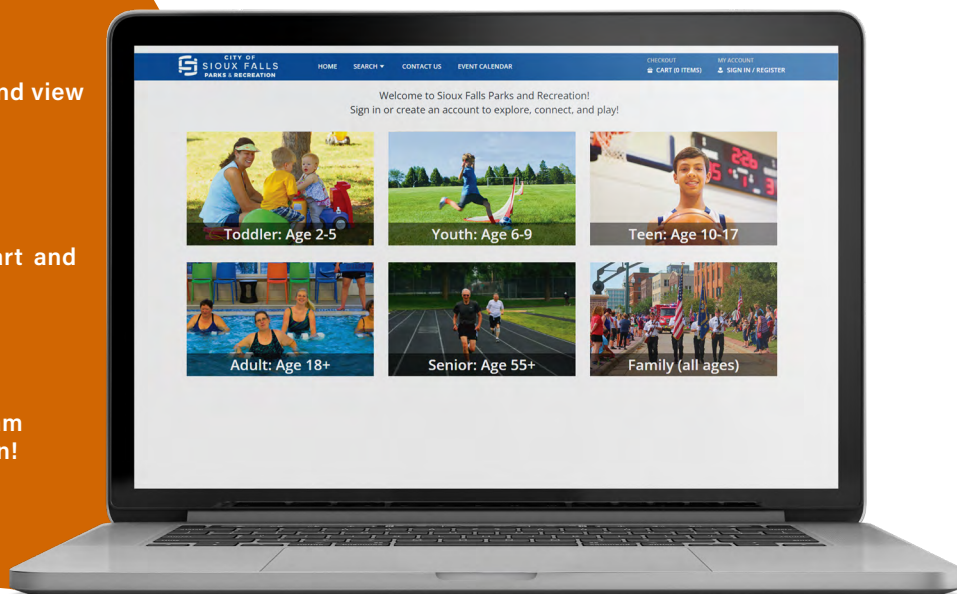 nd view
art and
m
n!
CITY OF
SIOUX FALLS
PARKS & RECREATION
HOME
SEARCH
CONTACT US
EVENT CALENDAR
CHECKOUT
CART (0 ITEMS)
MY ACCOUNT
SIGN IN / REGISTER
Welcome to Sioux Falls Parks and Recreation!
Sign in or create an account to explore, connect, and play!
Toddler: Age 2-5
Youth: Age 6-9
Teen: Age 10-17
Adult: Age 18+
Senior: Age 55+
Family (all ages)